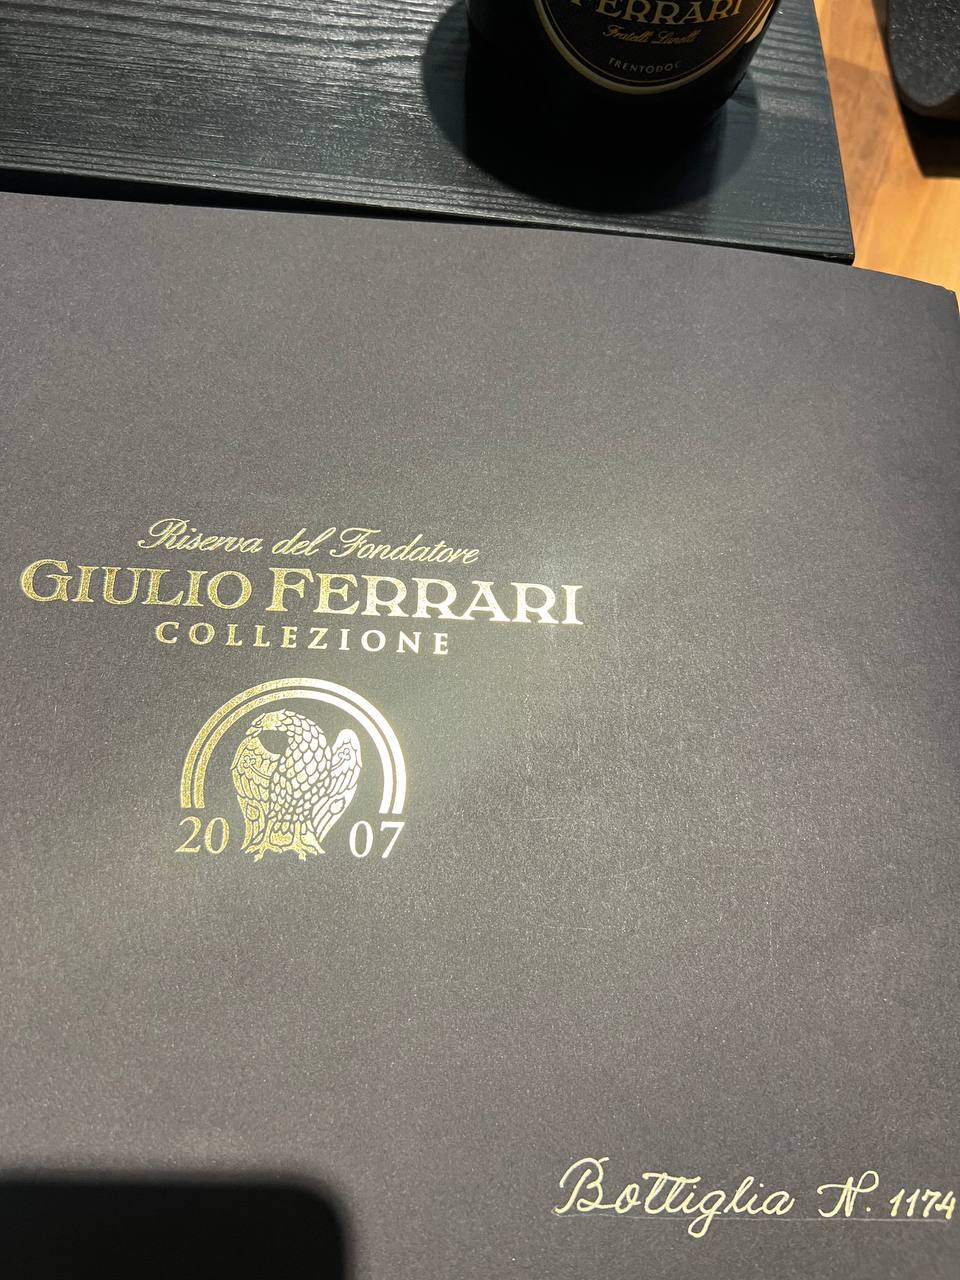 FERRARI
Fratelli Lunelli
TRENTODOC
Riserva del Fondatore
GIULIO FERRARI
COLLEZIONE
20 07
Bottiglia N. 1174